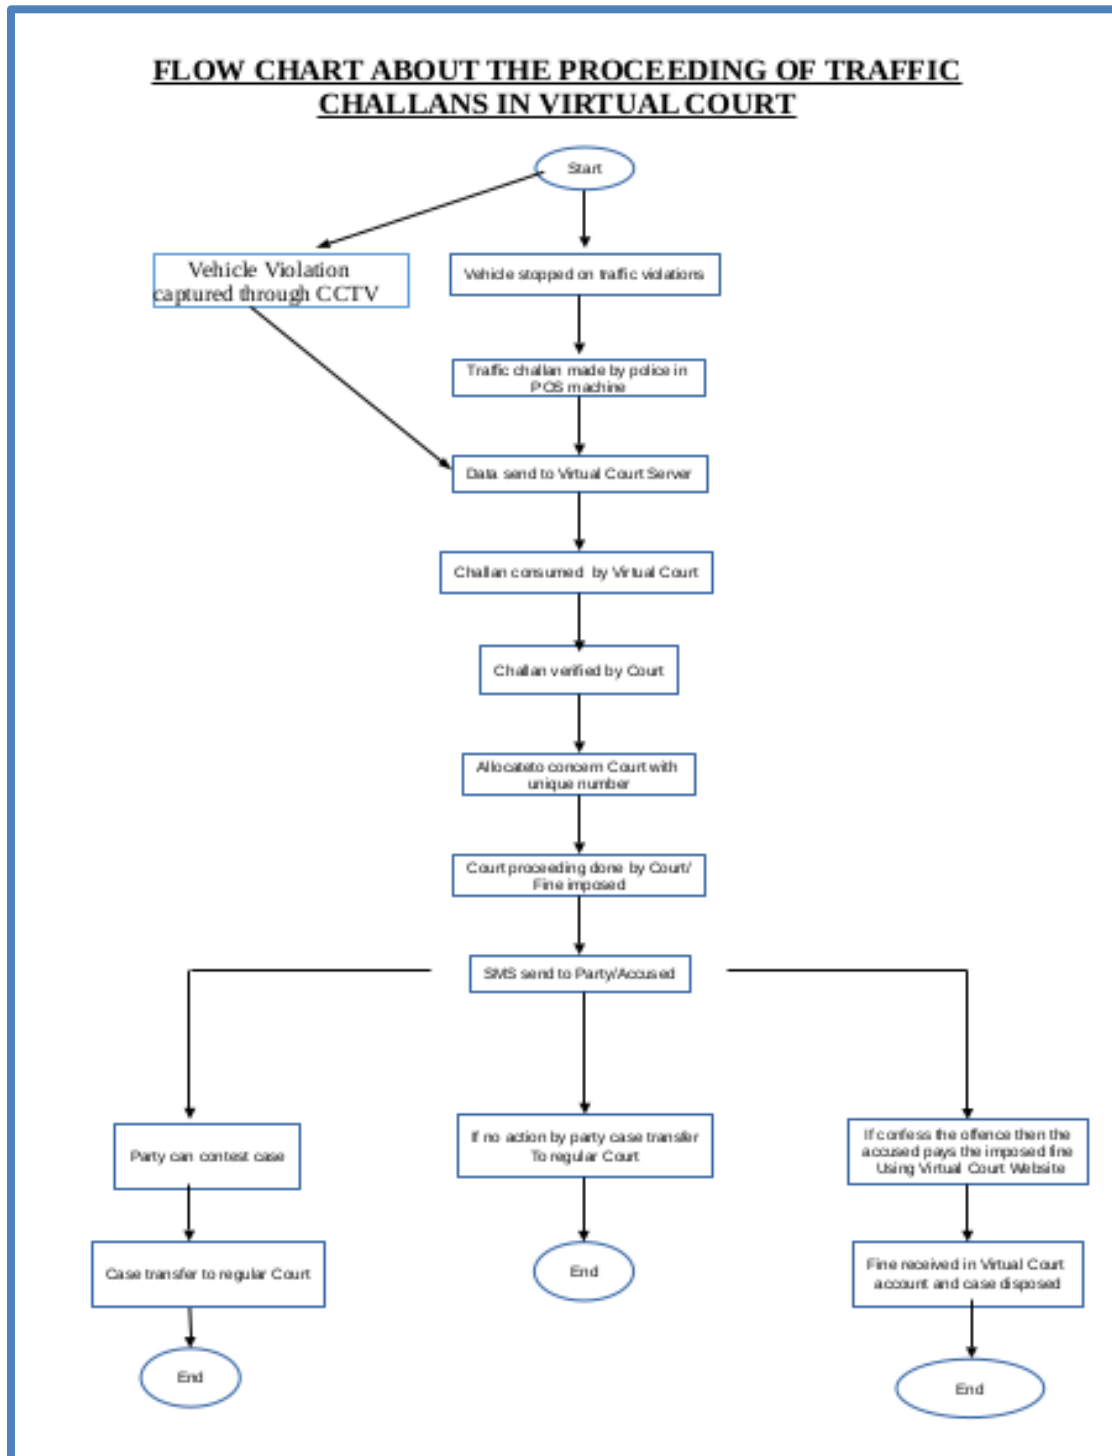 FLOW CHART ABOUT THE PROCEEDING OF TRAFFIC
CHALLANS IN VIRTUAL COURT
Start
Vehicle Violation
captured through CCTV
Vehicle stopped on traffic violations
Traffic challan made by police in
POS machine
Data send to Virtual Court Server
Challan consumed by Virtual Court
Challan verified by Court
Allocateto concern Court with
unique number
Court proceeding done by Court/
Fine imposed
SMS send to Party/Accused
Party can contest case
If no action by party case transfer
To regular Court
If confess the offence then the
accused pays the imposed fine
Using Virtual Court Website
Case transfer to regular Court
End
Fine received in Virtual Court
account and case disposed
End
End